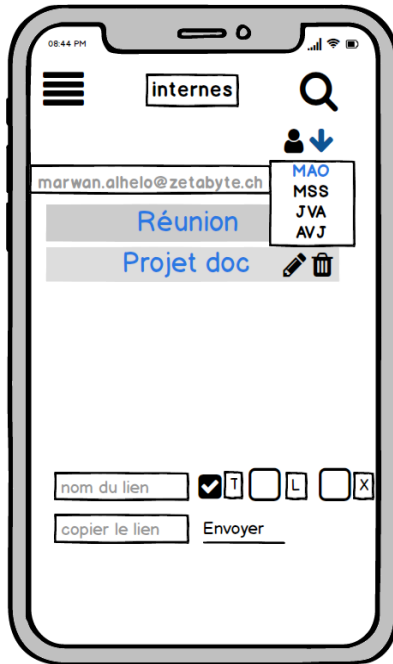 08:44 PM
internes
marwan.alhelo@zetabyte.ch
MAO
MSS
JVA
AVJ
Réunion
Projet doc
nom du lien T L X
copier le lien Envoyer